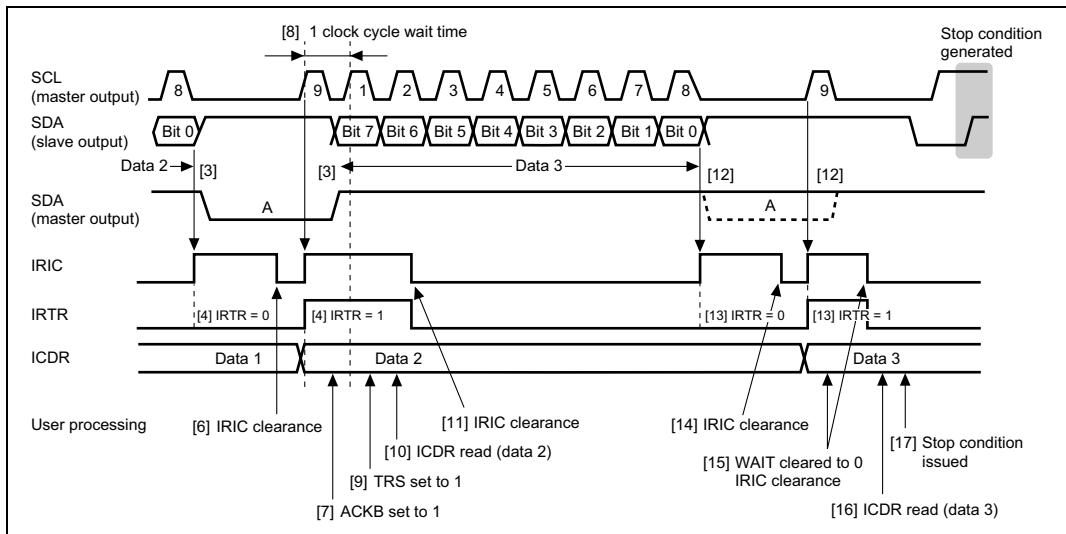 [8] 1 clock cycle wait time
Stop condition
generated
SCL
(master output)
8 9 1 2 3 4 5 6 7 8 9
SDA
(slave output)
Bit 0 Bit 7 Bit 6 Bit 5 Bit 4 Bit 3 Bit 2 Bit 1 Bit 0
Data 2 [3] [3] Data 3 [12] [12]
SDA
(master output)
A A
IRIC
IRTR
[4] IRTR = 0 [4] IRTR = 1 [13] IRTR = 0 [13] IRTR = 1
ICDR
Data 1 Data 2 Data 3
User processing
[6] IRIC clearance
[11] IRIC clearance
[14] IRIC clearance
[17] Stop condition
issued
[10] ICDR read (data 2)
[15] WAIT cleared to 0
IRIC clearance
[9] TRS set to 1
[7] ACKB set to 1
[16] ICDR read (data 3)